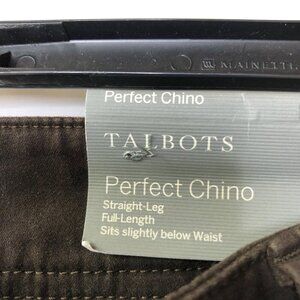 MAINETTI
Perfect Chino
TALBOTS
Perfect Chino
Straight-Leg
Full-Length
Sits slightly below Waist